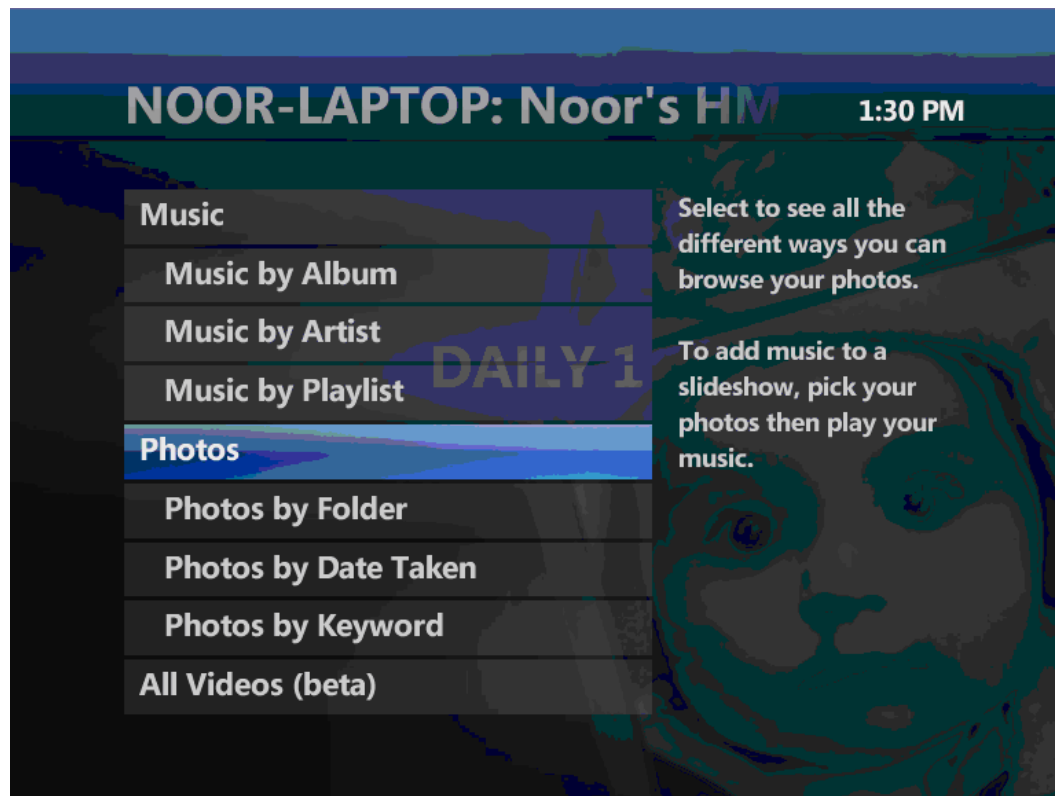 NOOR-LAPTOP: Noor's HM
1:30 PM
Music
Music by Album
Music by Artist
Music by Playlist
Photos
Photos by Folder
Photos by Date Taken
Photos by Keyword
All Videos (beta)
Select to see all the
different ways you can
browse your photos.
To add music to a
slideshow, pick your
photos then play your
music.
DAILY 1